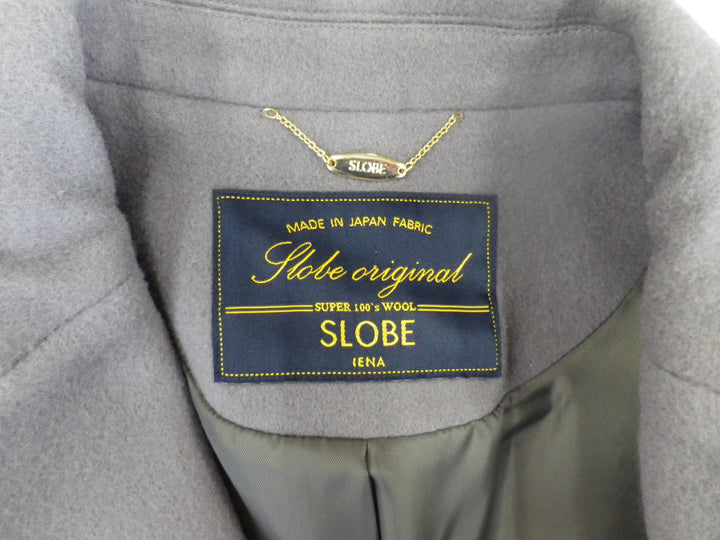 SLOBE
MADE IN JAPAN FABRIC
Slobe original
SUPER 100's WOOL
SLOBE
IENA